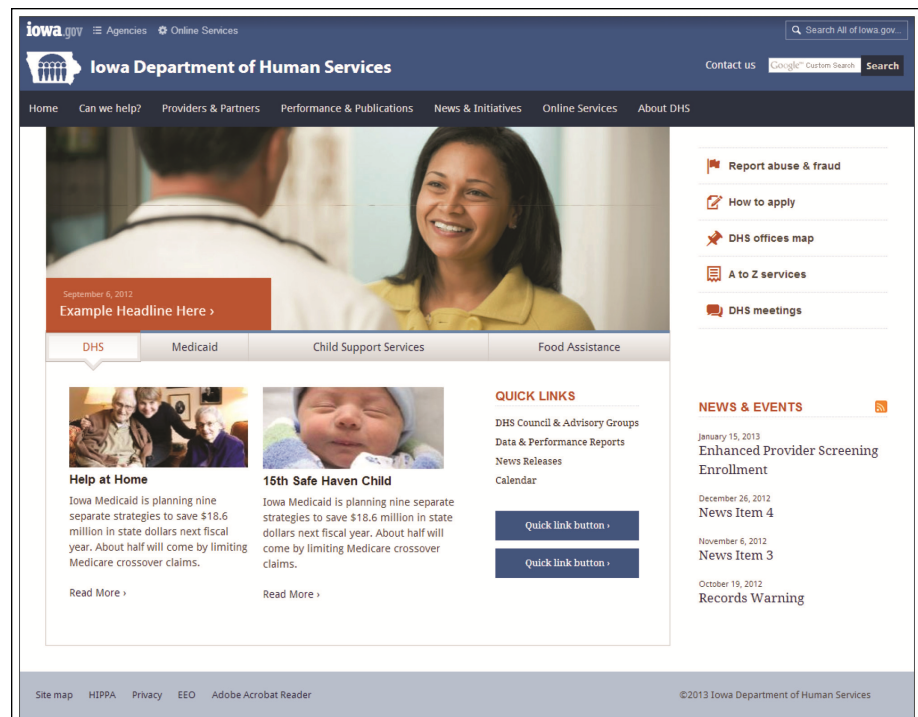 iowa.gov Agencies Online Services
Search All of Iowa.gov...
Iowa Department of Human Services
Contact us Google™ Custom Search Search
Home Can we help? Providers & Partners Performance & Publications News & Initiatives Online Services About DHS
September 6, 2012
Example Headline Here ›
DHS Medicaid Child Support Services Food Assistance
Help at Home
Iowa Medicaid is planning nine
separate strategies to save $18.6
million in state dollars next fiscal
year. About half will come by limiting
Medicare crossover claims.
Read More ›
15th Safe Haven Child
Iowa Medicaid is planning nine separate
strategies to save $18.6 million in state
dollars next fiscal year. About half will
come by limiting Medicare crossover
claims.
Read More ›
QUICK LINKS
DHS Council & Advisory Groups
Data & Performance Reports
News Releases
Calendar
Quick link button ›
Quick link button ›
Report abuse & fraud
How to apply
DHS offices map
A to Z services
DHS meetings
NEWS & EVENTS
January 15, 2013
Enhanced Provider Screening
Enrollment
December 26, 2012
News Item 4
November 6, 2012
News Item 3
October 19, 2012
Records Warning
Site map HIPPA Privacy EEO Adobe Acrobat Reader
©2013 Iowa Department of Human Services